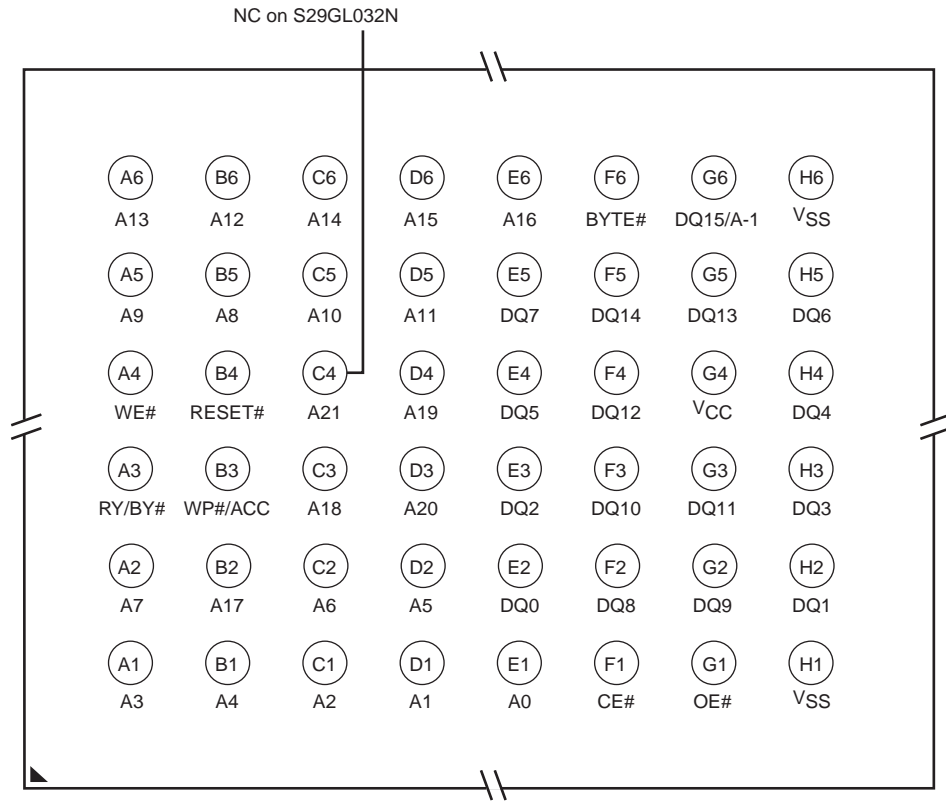 NC on S29GL032N
A6 B6 C6 D6 E6 F6 G6 H6
A13 A12 A14 A15 A16 BYTE# DQ15/A-1 VSS
A5 B5 C5 D5 E5 F5 G5 H5
A9 A8 A10 A11 DQ7 DQ14 DQ13 DQ6
A4 B4 C4 D4 E4 F4 G4 H4
WE# RESET# A21 A19 DQ5 DQ12 VCC DQ4
A3 B3 C3 D3 E3 F3 G3 H3
RY/BY# WP#/ACC A18 A20 DQ2 DQ10 DQ11 DQ3
A2 B2 C2 D2 E2 F2 G2 H2
A7 A17 A6 A5 DQ0 DQ8 DQ9 DQ1
A1 B1 C1 D1 E1 F1 G1 H1
A3 A4 A2 A1 A0 CE# OE# VSS